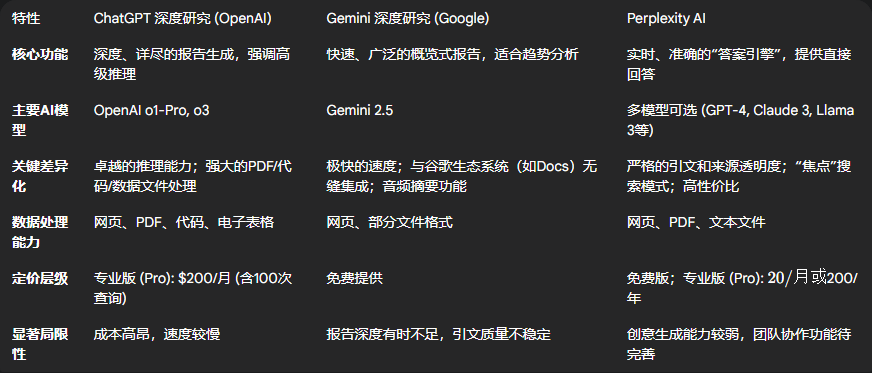 特性 ChatGPT 深度研究 (OpenAI) Gemini 深度研究 (Google) Perplexity AI
核心功能 深度、详尽的报告生成，强调高 快速、广泛的概览式报告，适合趋势分析 实时、准确的“答案引擎”，提供直接
级推理 回答
主要AI模 OpenAI o1-Pro, o3 Gemini 2.5 多模型可选 (GPT-4, Claude 3, Llama
型 3等)
关键差异 卓越的推理能力；强大的PDF/代 极快的速度；与谷歌生态系统（如Docs）无 严格的引文和来源透明度；“焦点”搜
化 码/数据文件处理 缝集成；音频摘要功能 索模式；高性价比
数据处理 网页、PDF、代码、电子表格 网页、部分文件格式 网页、PDF、文本文件
能力
定价层级 专业版 (Pro): $200/月 (含100次 免费提供 免费版；专业版 (Pro): 20/月或200/
查询) 年
显著局限 成本高昂，速度较慢 报告深度有时不足，引文质量不稳定 创意生成能力较弱，团队协作功能待
性 完善